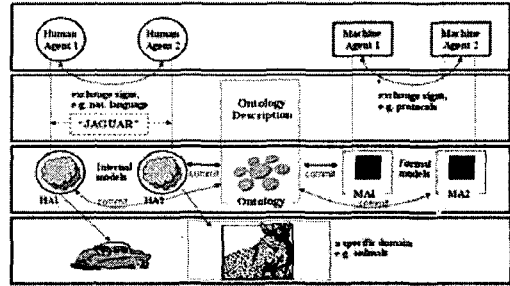 Human
Agent 1
Human
Agent 2
Machine
Agent 1
Machine
Agent 2
exchange signs,
e.g. nat. language
"JAGUAR"
Ontology
Description
exchange signs,
e.g. protocols
Internal
models
commit
commit
Formal
models
HA1
HA2
commit
Ontology
MA1
commit
MA2
a specific domain,
e.g. animals